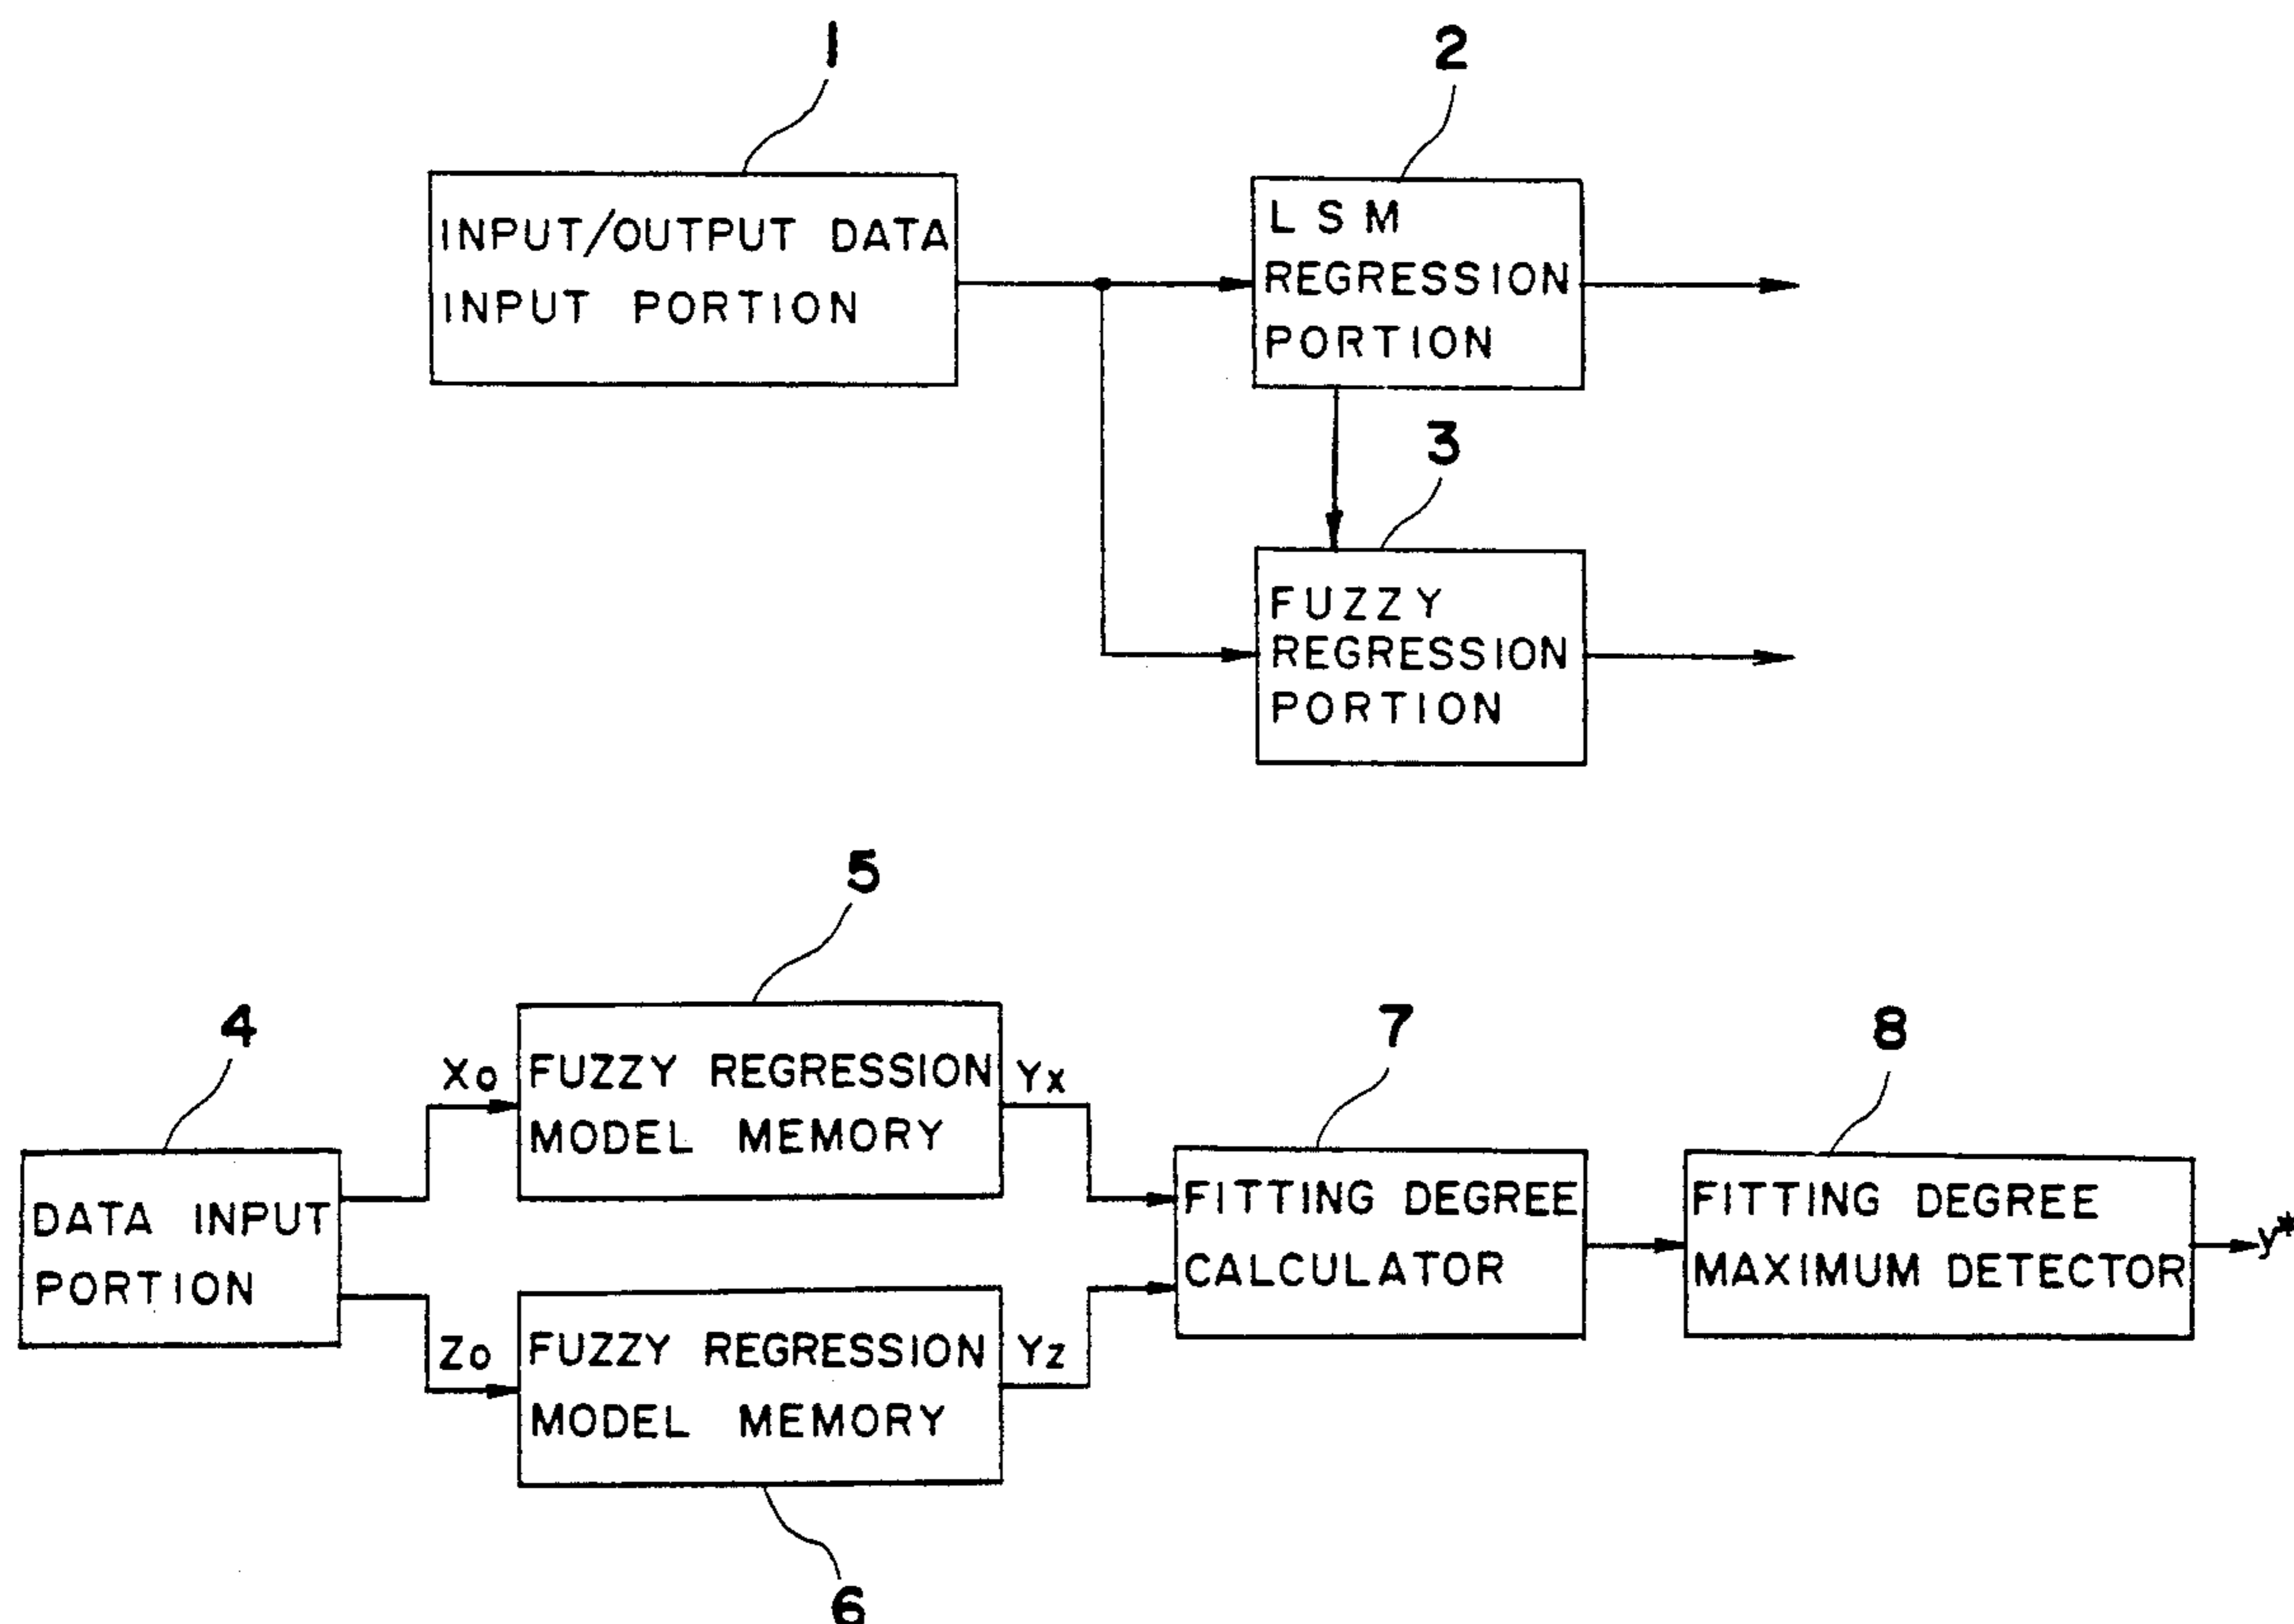 1
2
INPUT/OUTPUT DATA
INPUT PORTION
LSM
REGRESSION
PORTION
3
FUZZY
REGRESSION
PORTION
5
4
7
8
Xo
FUZZY REGRESSION
MODEL MEMORY
Yx
DATA INPUT
PORTION
FITTING DEGREE
CALCULATOR
FITTING DEGREE
MAXIMUM DETECTOR
y*
Zo
FUZZY REGRESSION
MODEL MEMORY
Yz
6